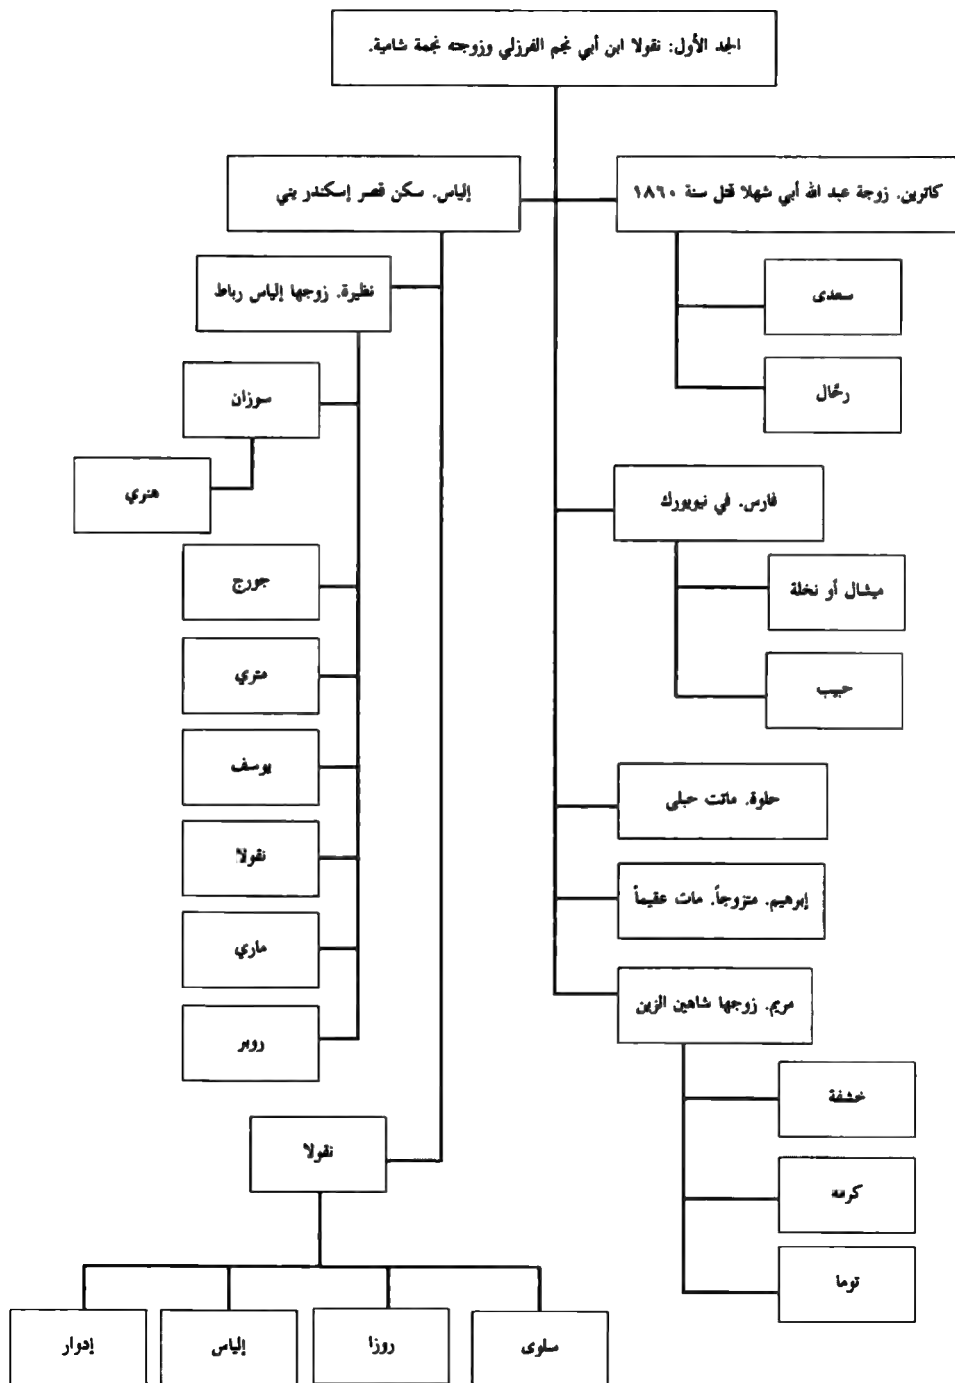 الجد الأول: نقولا ابن أبي نجم الفرزلي وزوجته نجمة شامية.
كاترين. زوجة عبد الله أبي شهلا قتل سنة ١٨٦٠
سعدى
رحّال
فارس. في نيويورك
ميشال أو نخلة
حبيب
حلوة. ماتت حبلى
إبرهيم. متزوجاً. مات عقيماً
مريم. زوجها شاهين الزين
خشفة
كرمه
توما
إلياس. سكن قصر إسكندر بني
نظيرة. زوجها إلياس رباط
سوزان
هنري
جورج
متري
يوسف
نقولا
ماري
روبر
نقولا
سلوى
روزا
إلياس
إدوار